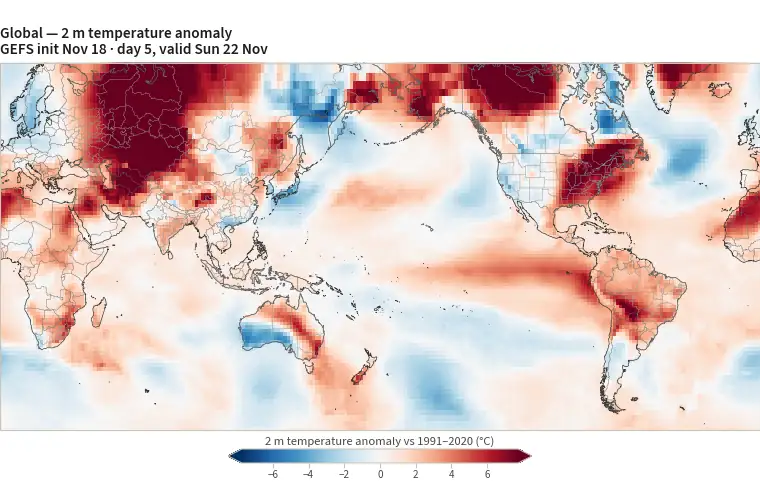 Global — 2 m temperature anomaly
GEFS init Nov 18 · day 5, valid Sun 22 Nov
2 m temperature anomaly vs 1991–2020 (°C)
−6 −4 −2 0 2 4 6